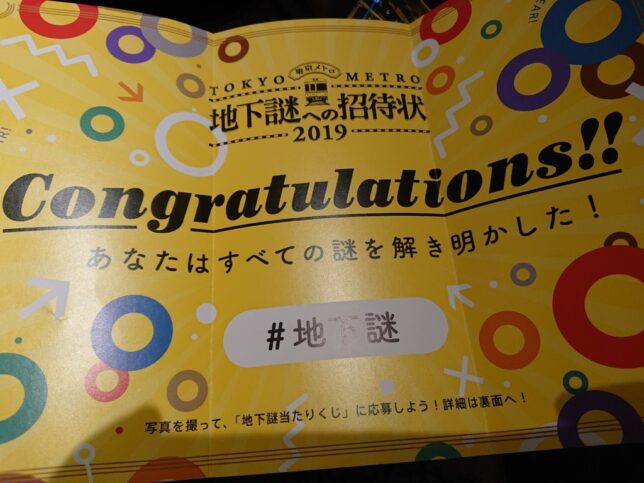 東京メトロ
TOKYO METRO
地下謎への招待状
2019
Congratulations!!
あなたはすべての謎を解き明かした！
#地下謎
写真を撮って、「地下謎当たりくじ」に応募しよう！詳細は裏面へ！